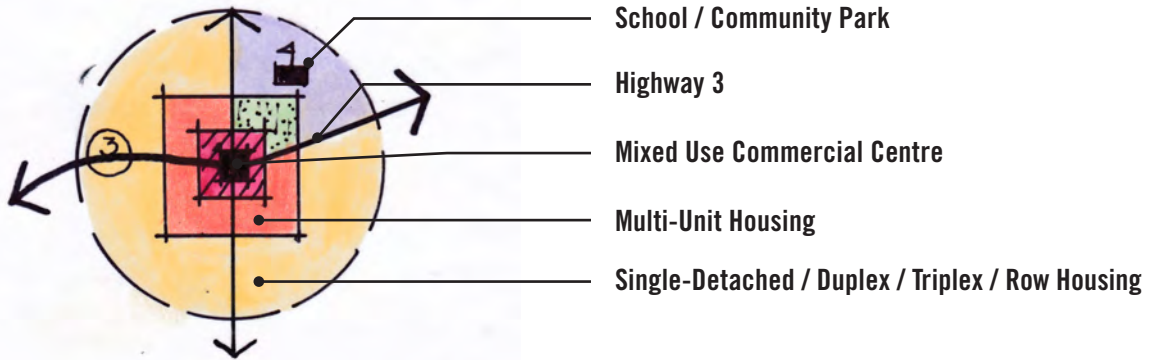 School / Community Park
Highway 3
3
Mixed Use Commercial Centre
Multi-Unit Housing
Single-Detached / Duplex / Triplex / Row Housing